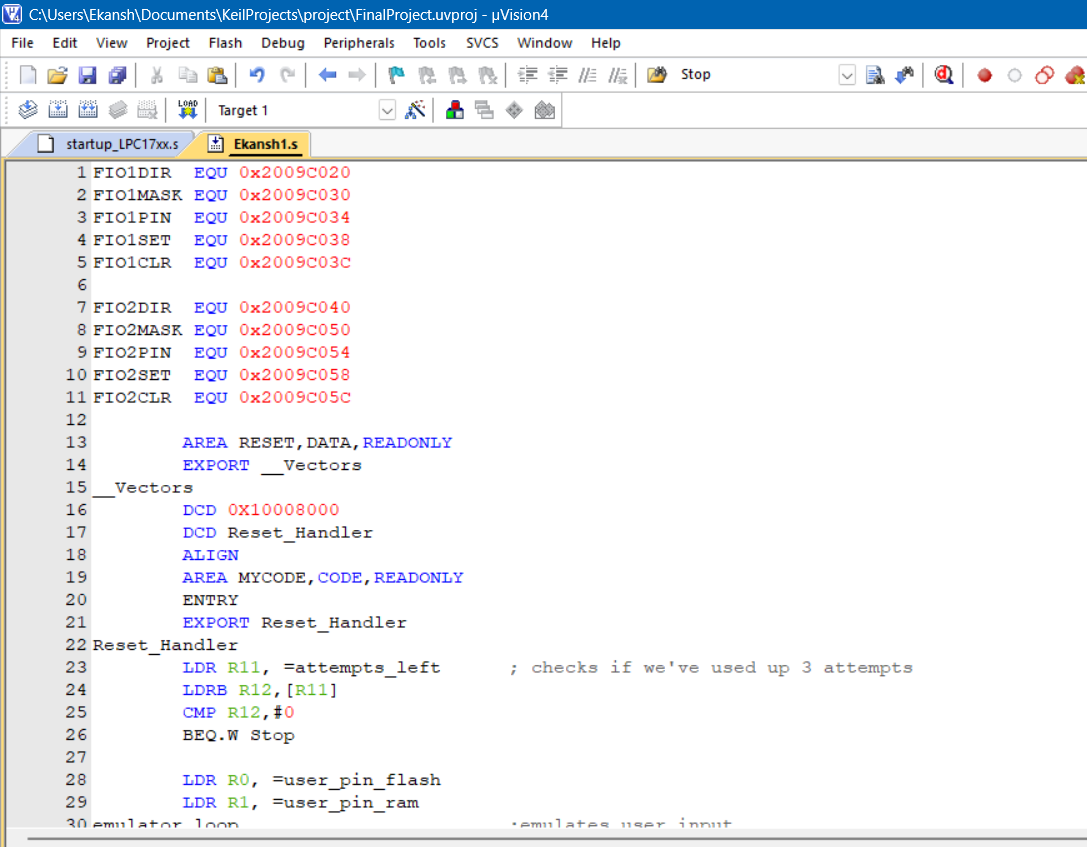 C:\Users\Ekansh\Documents\KeilProjects\project\FinalProject.uvproj - µVision4
File Edit View Project Flash Debug Peripherals Tools SVCS Window Help
Stop
LOAD Target 1
startup_LPC17xx.s Ekansh1.s
1 FIO1DIR EQU 0x2009C020
2 FIO1MASK EQU 0x2009C030
3 FIO1PIN EQU 0x2009C034
4 FIO1SET EQU 0x2009C038
5 FIO1CLR EQU 0x2009C03C
6
7 FIO2DIR EQU 0x2009C040
8 FIO2MASK EQU 0x2009C050
9 FIO2PIN EQU 0x2009C054
10 FIO2SET EQU 0x2009C058
11 FIO2CLR EQU 0x2009C05C
12
13 AREA RESET,DATA,READONLY
14 EXPORT __Vectors
15 __Vectors
16 DCD 0X10008000
17 DCD Reset_Handler
18 ALIGN
19 AREA MYCODE,CODE,READONLY
20 ENTRY
21 EXPORT Reset_Handler
22 Reset_Handler
23 LDR R11, =attempts_left ; checks if we've used up 3 attempts
24 LDRB R12,[R11]
25 CMP R12,#0
26 BEQ.W Stop
27
28 LDR R0, =user_pin_flash
29 LDR R1, =user_pin_ram
30 emulator_loop ;emulates user input